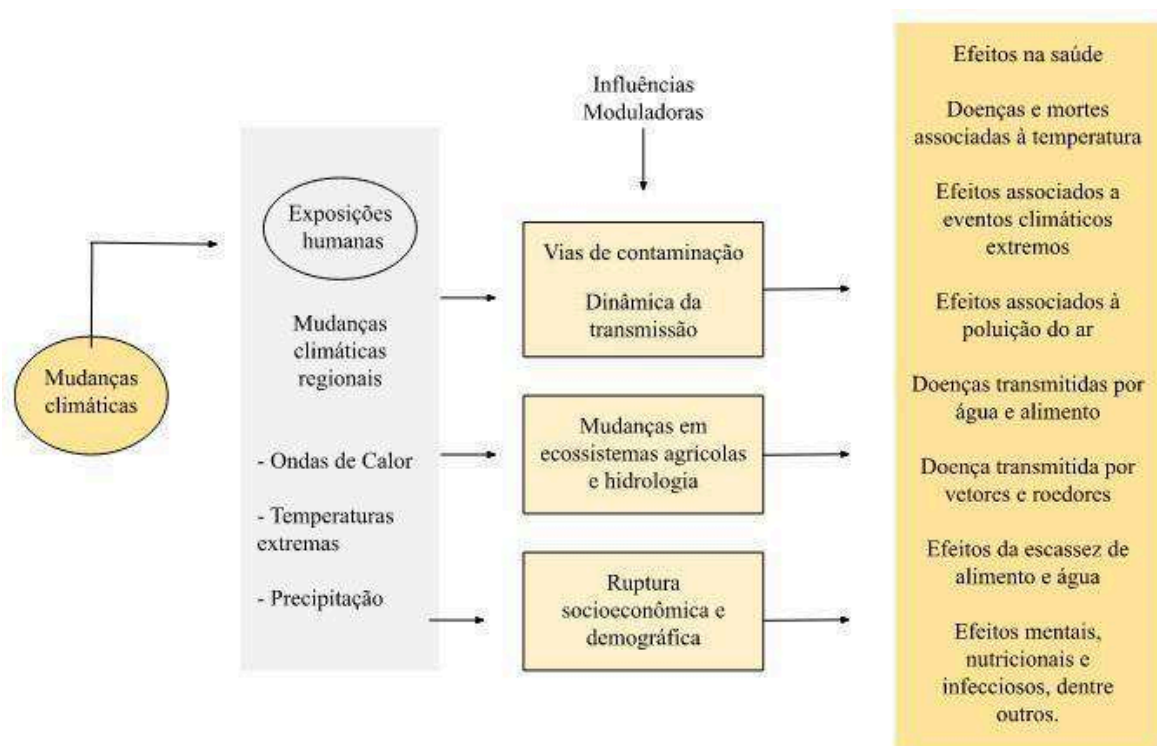 Mudanças
climáticas
Exposições
humanas
Mudanças
climáticas
regionais
- Ondas de Calor
- Temperaturas
extremas
- Precipitação
Influências
Moduladoras
Vias de contaminação
Dinâmica da
transmissão
Mudanças em
ecossistemas agrícolas
e hidrologia
Ruptura
socioeconômica e
demográfica
Efeitos na saúde
Doenças e mortes
associadas à temperatura
Efeitos associados a
eventos climáticos
extremos
Efeitos associados à
poluição do ar
Doenças transmitidas por
água e alimento
Doença transmitida por
vetores e roedores
Efeitos da escassez de
alimento e água
Efeitos mentais,
nutricionais e
infecciosos, dentre
outros.